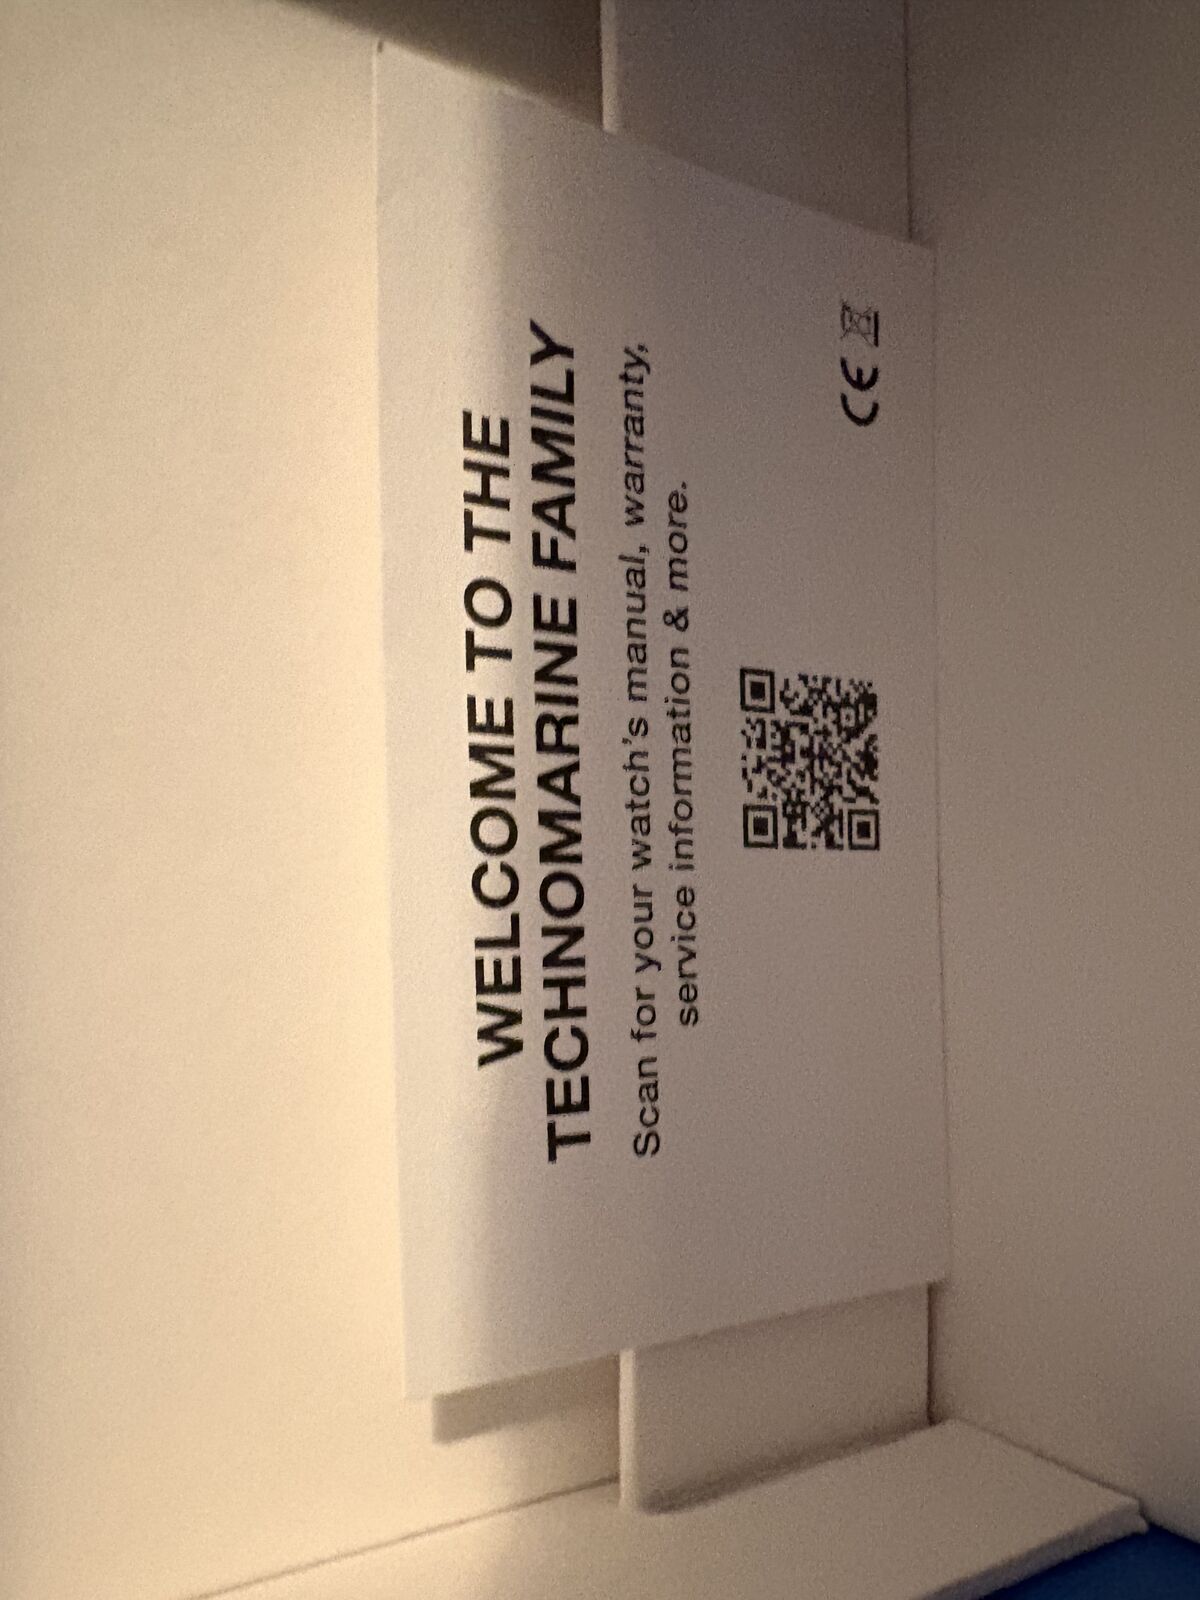 WELCOME TO THE
TECHNOMARINE FAMILY
Scan for your watch's manual, warranty,
service information & more.
CE